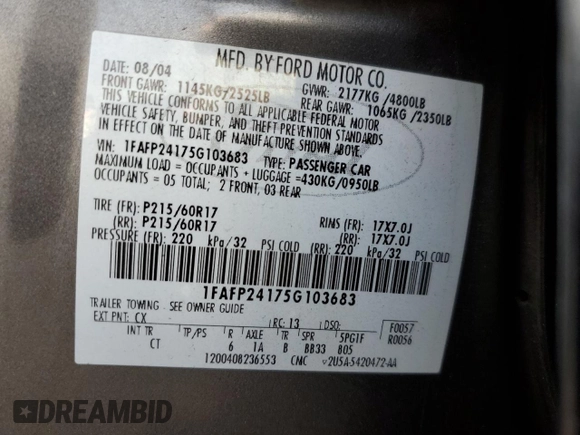 MFD. BY FORD MOTOR CO.
DATE: 08/04
GVWR: 2177KG /4800LB
FRONT GAWR: 1145KG/2525LB
REAR GAWR: 1065KG/2350LB
THIS VEHICLE CONFORMS TO ALL APPLICABLE FEDERAL MOTOR
VEHICLE SAFETY, BUMPER, AND THEFT PREVENTION STANDARDS
IN EFFECT ON THE DATE OF MANUFACTURE SHOWN ABOVE.
VIN: 1FAFP24175G103683 TYPE: PASSENGER CAR
MAXIMUM LOAD = OCCUPANTS + LUGGAGE =430KG/0950LB
OCCUPANTS = 05 TOTAL; 2 FRONT, 03 REAR
TIRE (FR): P215/60R17 RIMS (FR): 17X7.0J
(RR): P215/60R17 (RR): 17X7.0J
PRESSURE (FR): 220 kPa/32 PSI COLD (RR): 220 kPa/32 PSI COLD
1FAFP24175G103683
TRAILER TOWING - SEE OWNER GUIDE
EXT PNT: CX RC: 13 DSO: F0057
INT TR TP/PS R AXLE TR SPR 5PG1F R0056
CT 6 1A B BB33 805
1200408236553 CMC 2U5A-5420472-AA
DREAMBID